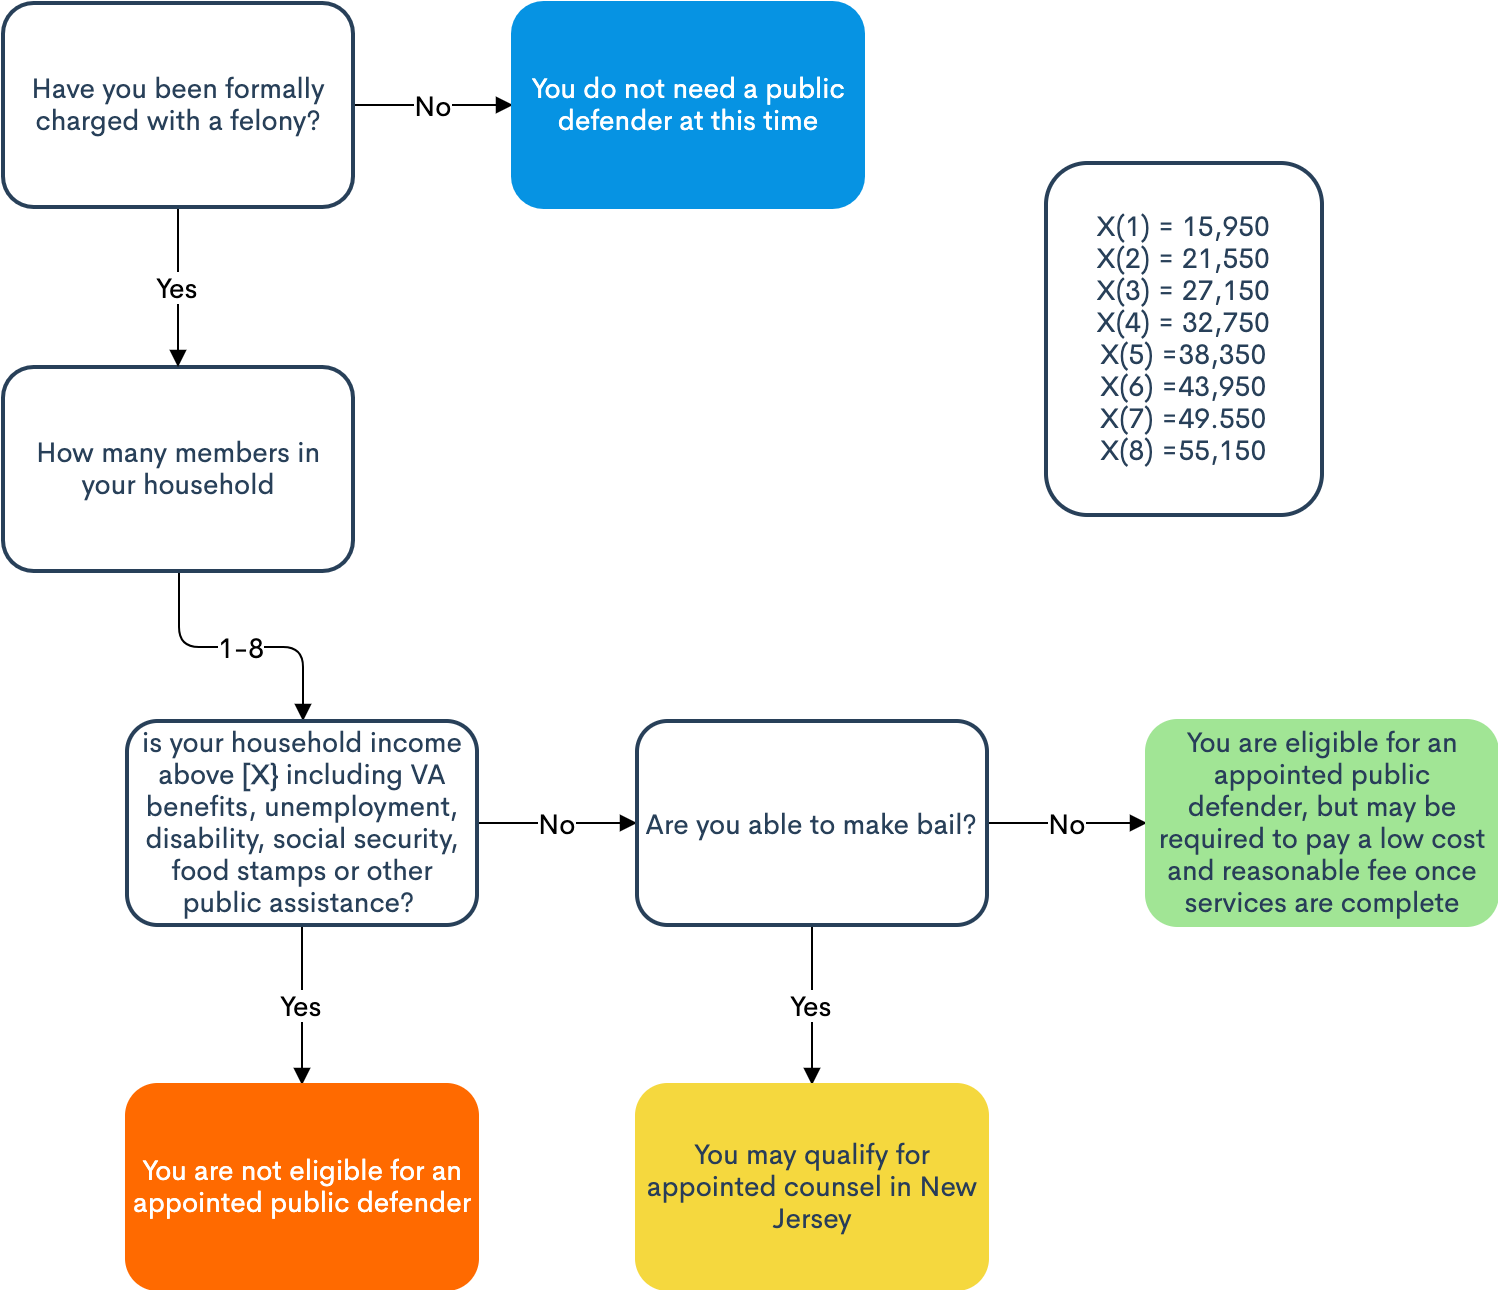 Have you been formally
charged with a felony?
No
You do not need a public
defender at this time
X(1) = 15,950
X(2) = 21,550
X(3) = 27,150
X(4) = 32,750
X(5) =38,350
X(6) =43,950
X(7) =49.550
X(8) =55,150
Yes
How many members in
your household
1-8
is your household income
above [X} including VA
benefits, unemployment,
disability, social security,
food stamps or other
public assistance?
No
Are you able to make bail?
No
You are eligible for an
appointed public
defender, but may be
required to pay a low cost
and reasonable fee once
services are complete
Yes
Yes
You are not eligible for an
appointed public defender
You may qualify for
appointed counsel in New
Jersey